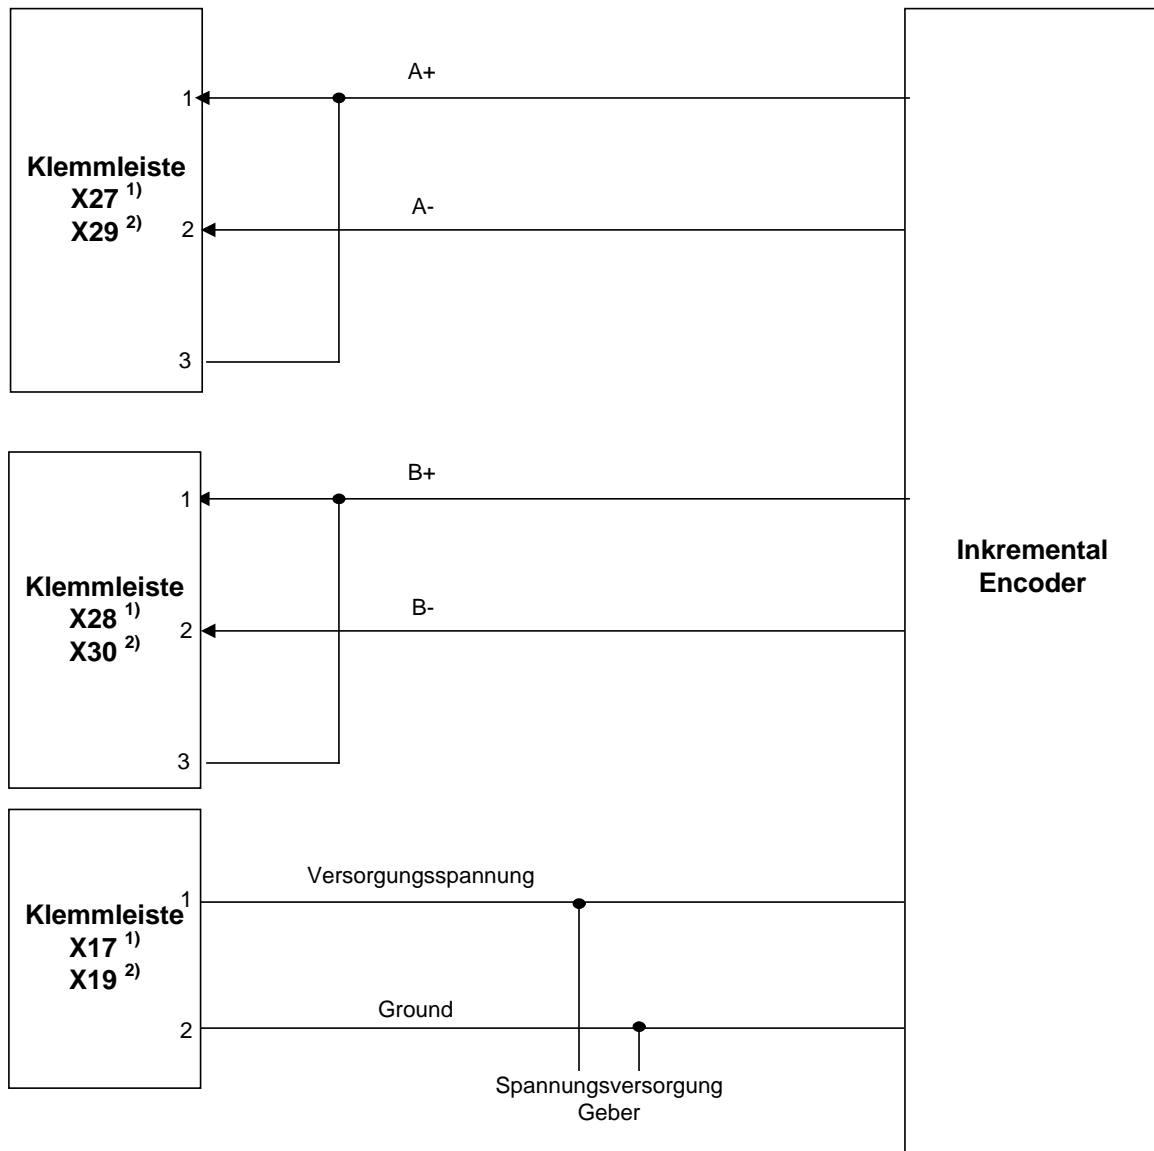 A+
1
Klemmleiste
X27 1)
X29 2)
A-
2
3
B+
1
Klemmleiste
X28 1)
X30 2)
B-
2
3
Inkremental
Encoder
Versorgungsspannung
1
Klemmleiste
X17 1)
X19 2)
Ground
2
Spannungsversorgung
Geber